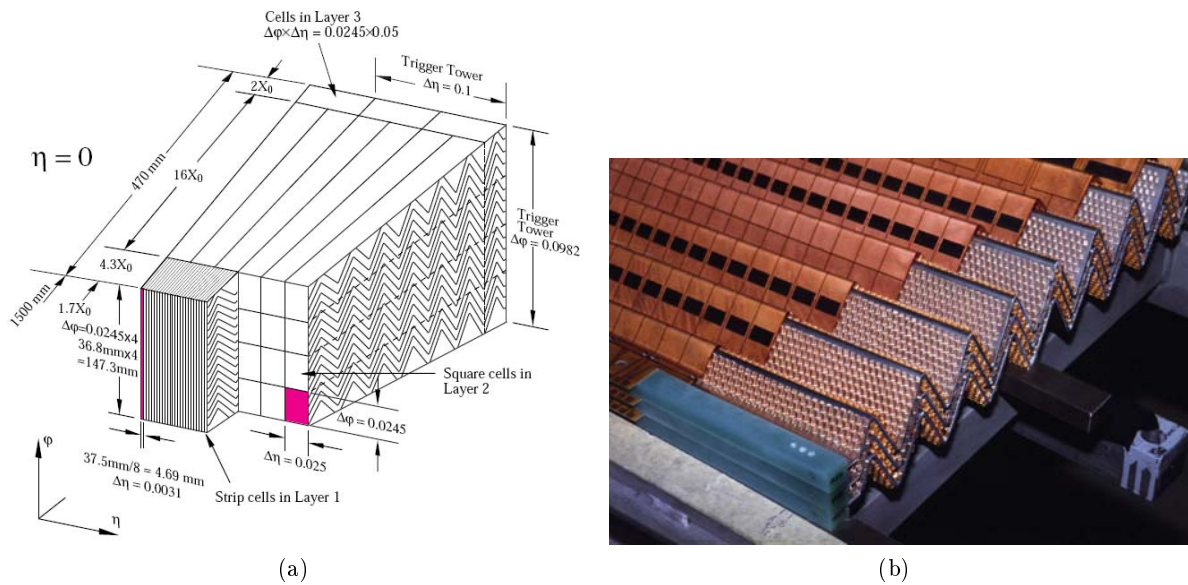 Cells in Layer 3
Δφ×Δη = 0.0245×0.05
Trigger Tower
Δη = 0.1
2X₀
η = 0
470 mm
16X₀
Trigger
Tower
Δφ = 0.0982
4.3X₀
1500 mm
1.7X₀
Δφ=0.0245x4
36.8mmx4
=147.3mm
Square cells in
Layer 2
Δφ = 0.0245
Δη = 0.025
φ
37.5mm/8 = 4.69 mm
Δη = 0.0031
Strip cells in Layer 1
η
(a)
(b)